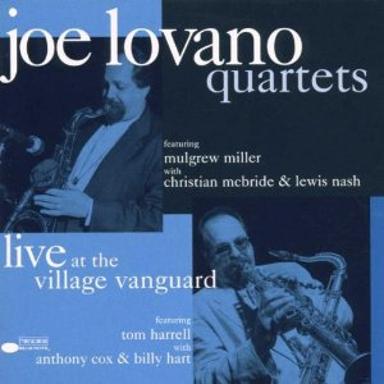 joe lovano
quartets
featuring
mulgrew miller
with
christian mcbride & lewis nash
live at the
village vanguard
featuring
tom harrell
with
anthony cox & billy hart